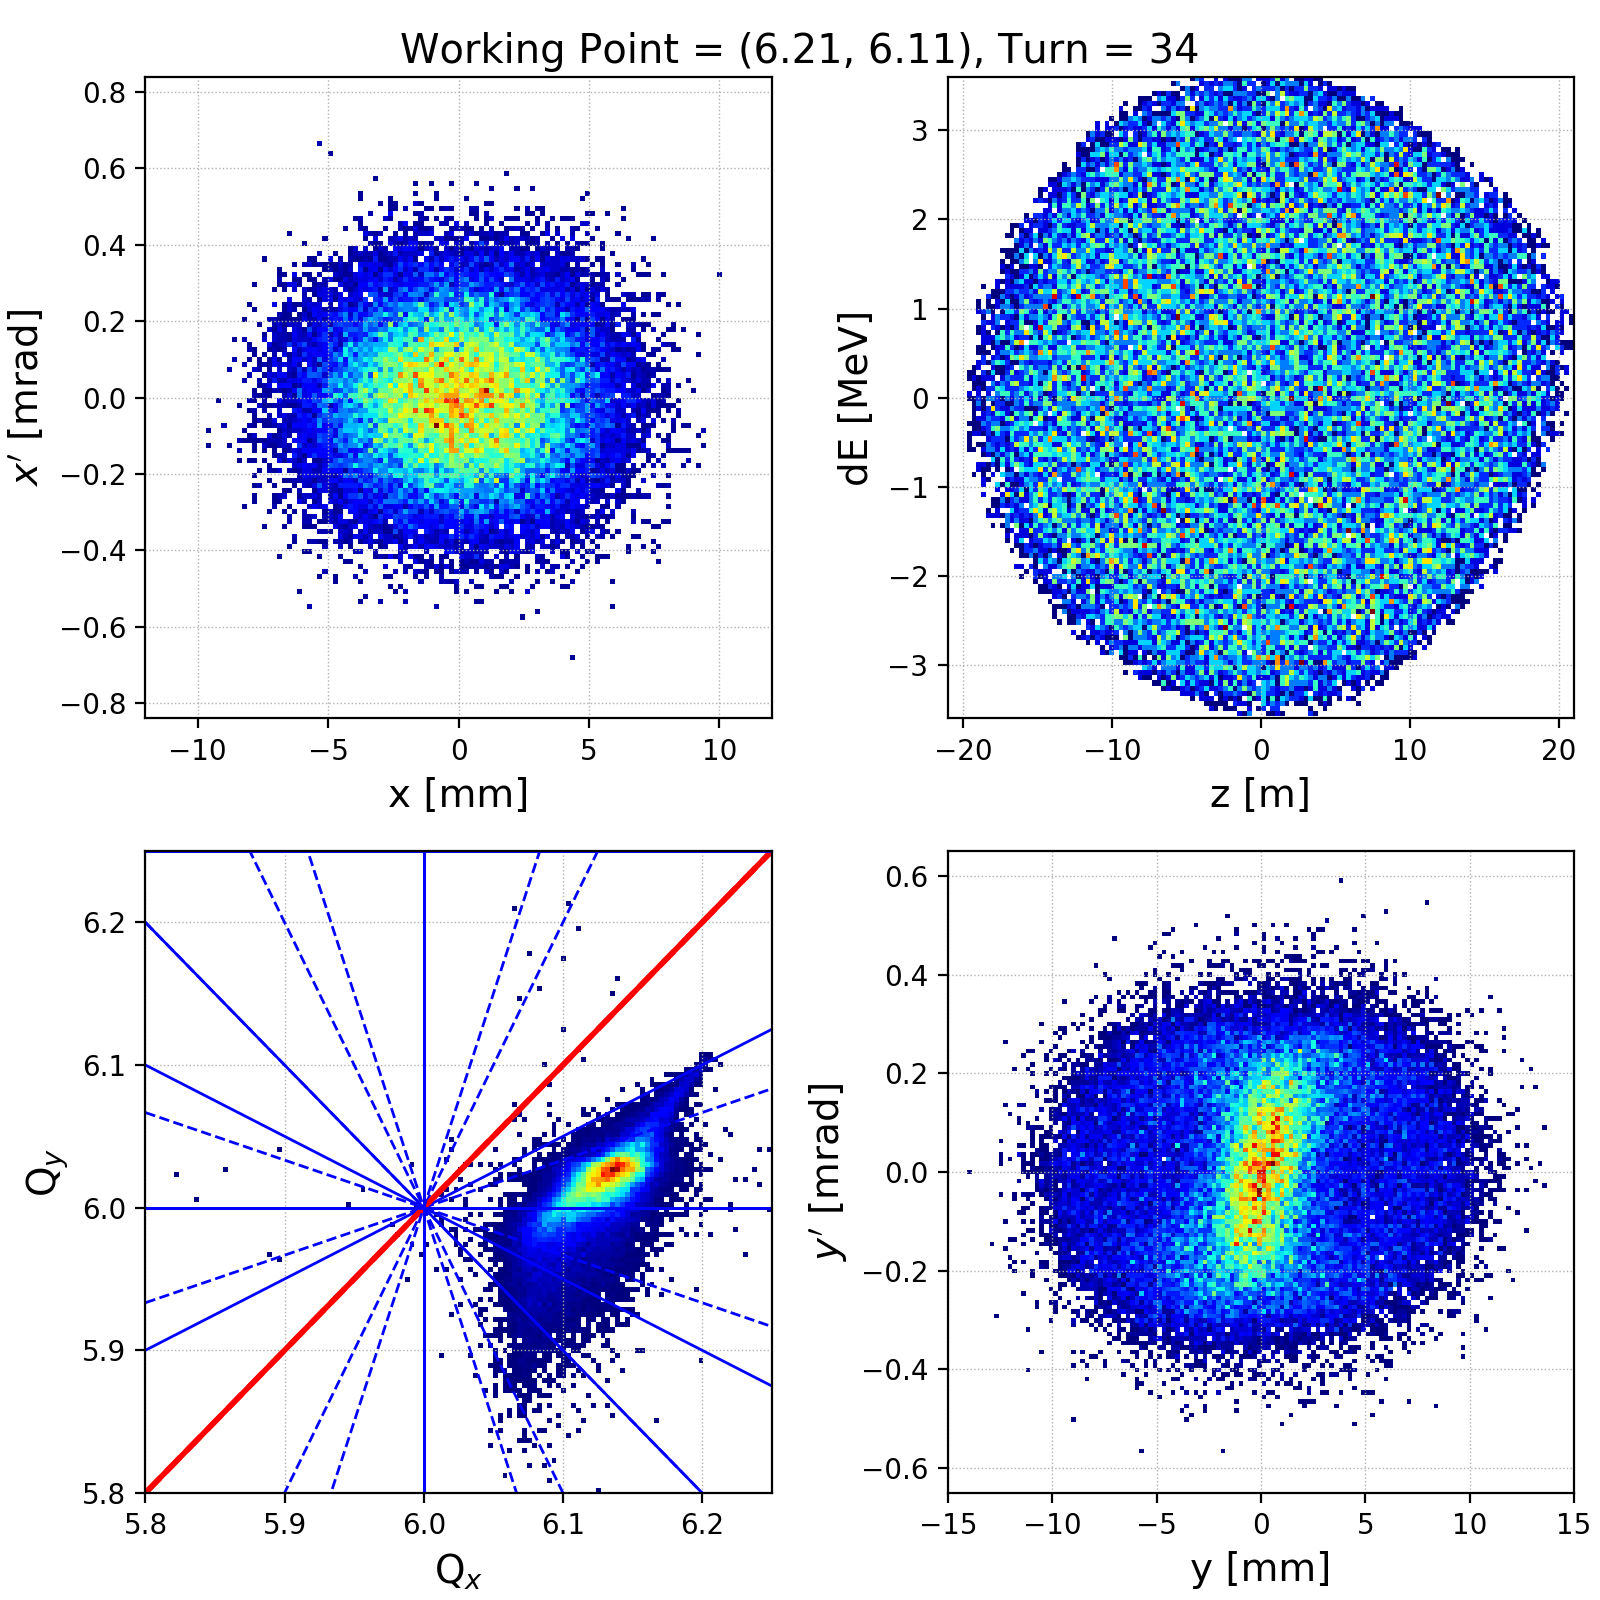 Working Point = (6.21, 6.11), Turn = 34
0.8
0.6
0.4
0.2
0.0
−0.2
−0.4
−0.6
−0.8
x′ [mrad]
−10 −5 0 5 10
x [mm]
3
2
1
0
−1
−2
−3
dE [MeV]
−20 −10 0 10 20
z [m]
6.2
6.1
6.0
5.9
5.8
Qy
5.8 5.9 6.0 6.1 6.2
Qx
0.6
0.4
0.2
0.0
−0.2
−0.4
−0.6
y′ [mrad]
−15 −10 −5 0 5 10 15
y [mm]